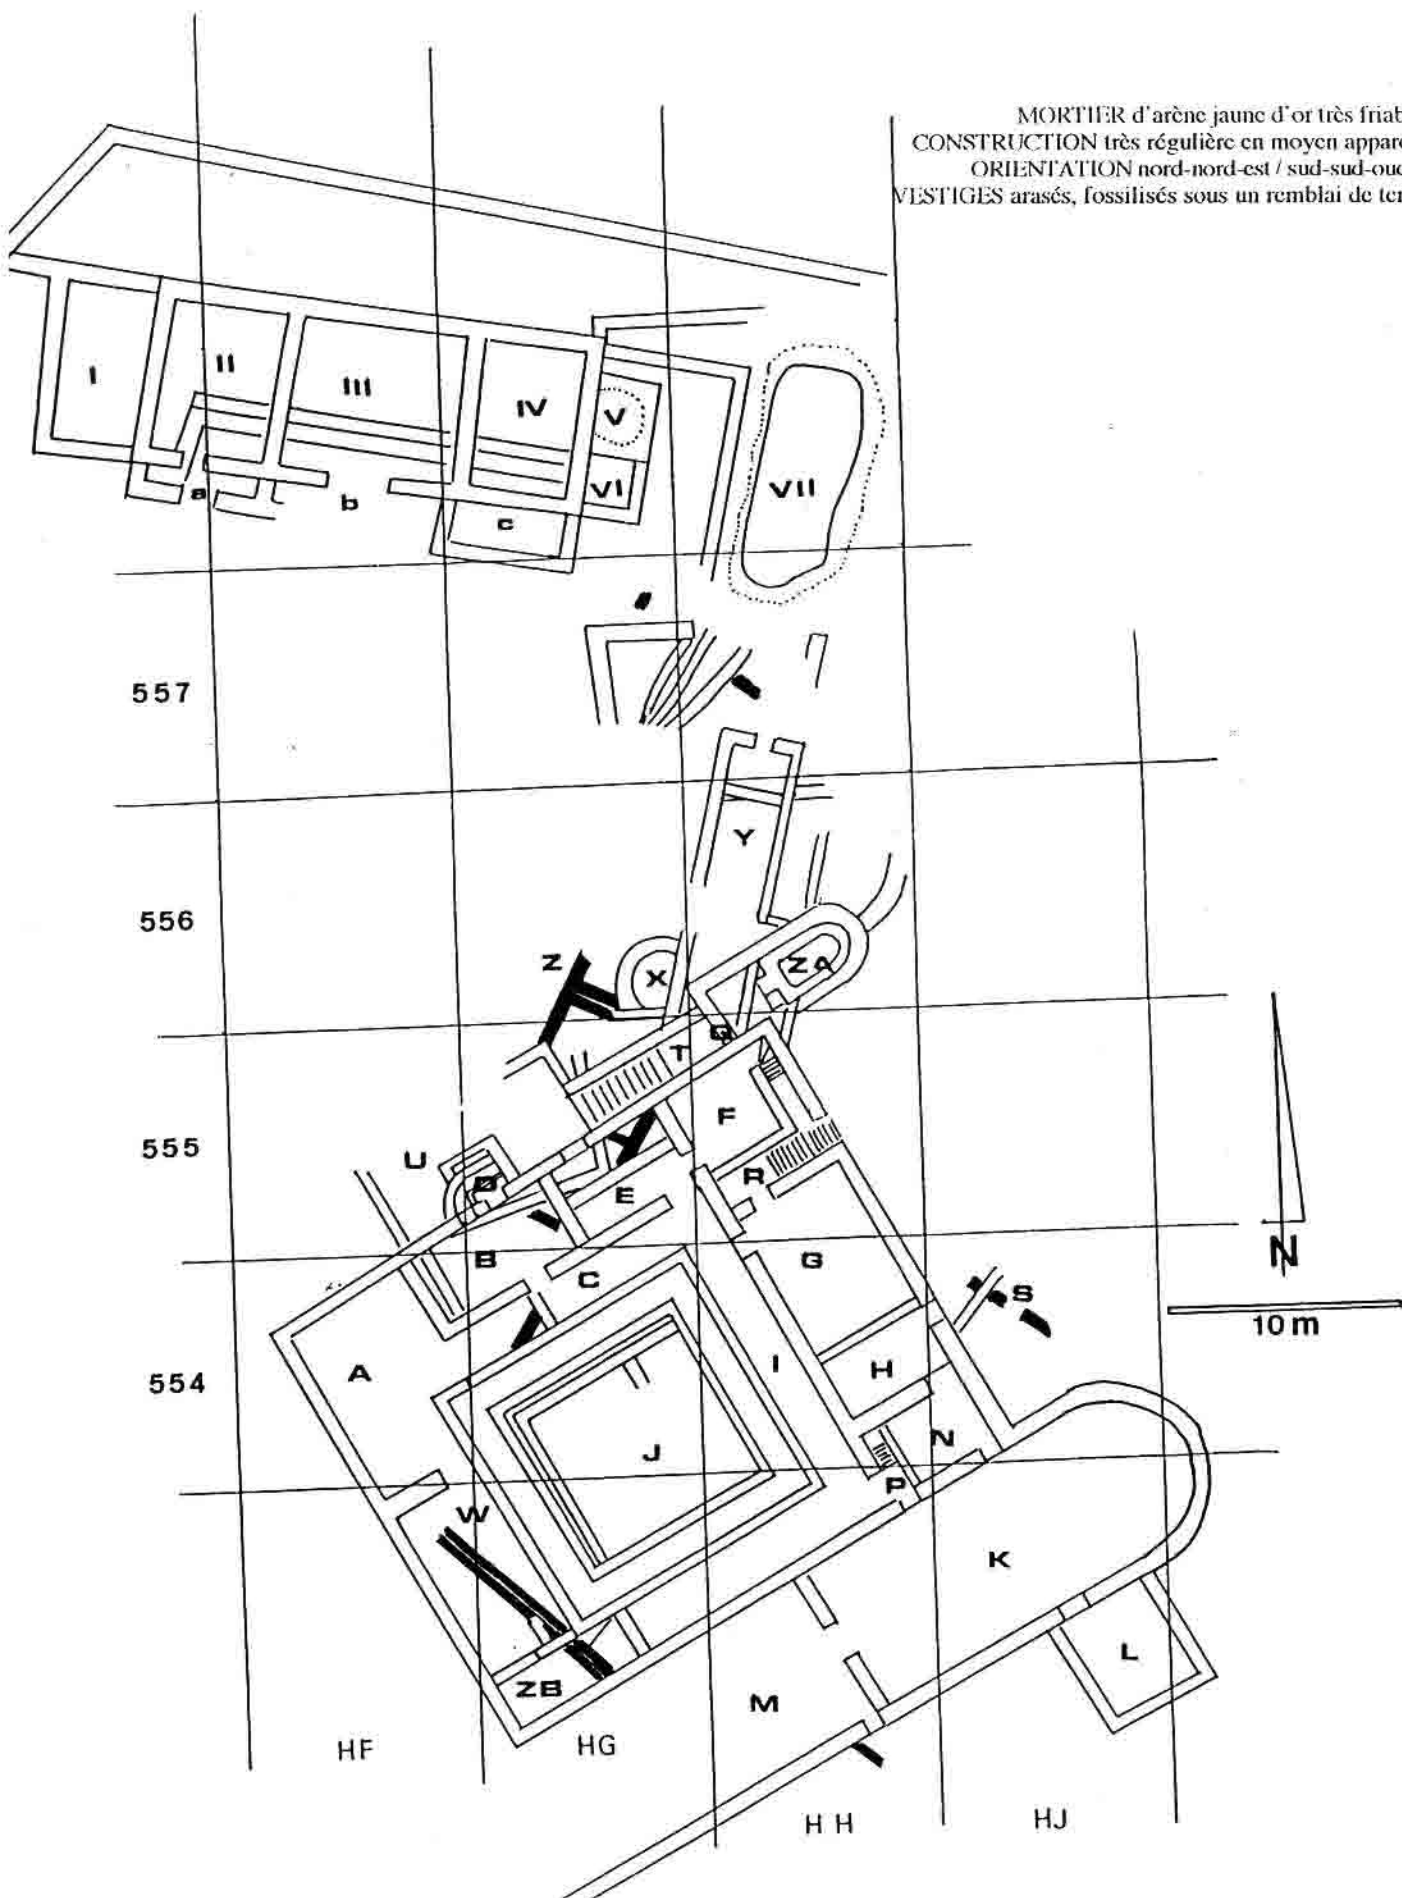 MORTIER d'arène jaune d'or très friab
CONSTRUCTION très régulière en moyen appare
ORIENTATION nord-nord-est / sud-sud-oue
VESTIGES arasés, fossilisés sous un remblai de ter
I
II
III
IV
V
VI
VII
a
b
c
557
Y
556
Z
X
ZA
Q
T
555
F
U
D
R
E
B
C
G
S
N
10 m
A
554
I
H
J
N
P
W
K
L
ZB
M
HF
HG
HH
HJ